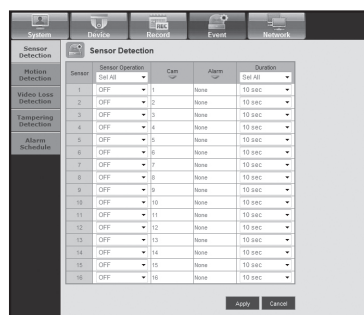 System Device Record Event Network
REC
Sensor Detection
Motion Detection
Video Loss Detection
Tampering Detection
Alarm Schedule
Sensor Detection
Sensor Sensor Operation Cam Alarm Duration
Sel All Sel All
1 OFF 1 None 10 sec
2 OFF 2 None 10 sec
3 OFF 3 None 10 sec
4 OFF 4 None 10 sec
5 OFF 5 None 10 sec
6 OFF 6 None 10 sec
7 OFF 7 None 10 sec
8 OFF 8 None 10 sec
9 OFF 9 None 10 sec
10 OFF 10 None 10 sec
11 OFF 11 None 10 sec
12 OFF 12 None 10 sec
13 OFF 13 None 10 sec
14 OFF 14 None 10 sec
15 OFF 15 None 10 sec
16 OFF 16 None 10 sec
Apply Cancel